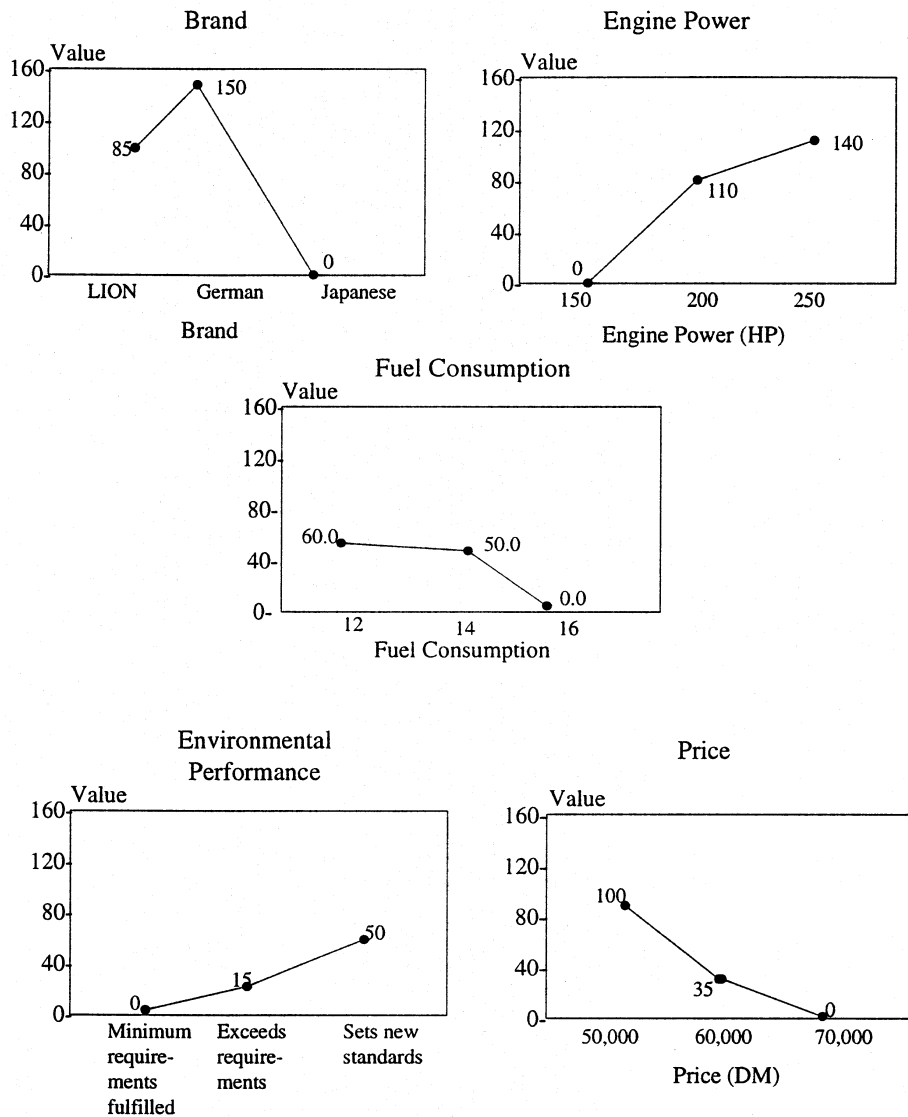 Brand
Value
160
120
80
40
0
85
150
0
LION German Japanese
Brand
Engine Power
Value
160
120
80
40
0
0
110
140
150 200 250
Engine Power (HP)
Fuel Consumption
Value
160
120
80-
40
0-
60.0
50.0
0.0
12 14 16
Fuel Consumption
Environmental
Performance
Value
160
120
80
40
0
0
15
50
Minimum
require-
ments
fulfilled
Exceeds
require-
ments
Sets new
standards
Price
Value
160
120
80
40
0
100
35
0
50,000 60,000 70,000
Price (DM)